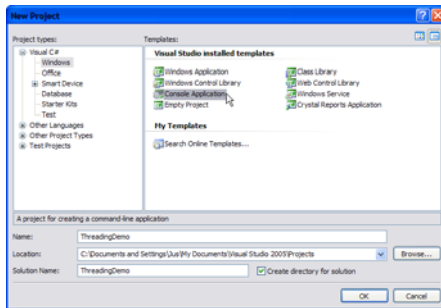 New Project
Project types:
Templates:
Visual C#
Windows
Office
Smart Device
Database
Starter Kits
Test
Other Languages
Other Project Types
Test Projects
Visual Studio installed templates
Windows Application
Class Library
Windows Control Library
Web Control Library
Console Application
Windows Service
Empty Project
Crystal Reports Application
My Templates
Search Online Templates...
A project for creating a command-line application
Name:
ThreadingDemo
Location:
C:\Documents and Settings\Jus\My Documents\Visual Studio 2005\Projects
Browse...
Solution Name:
ThreadingDemo
Create directory for solution
OK
Cancel